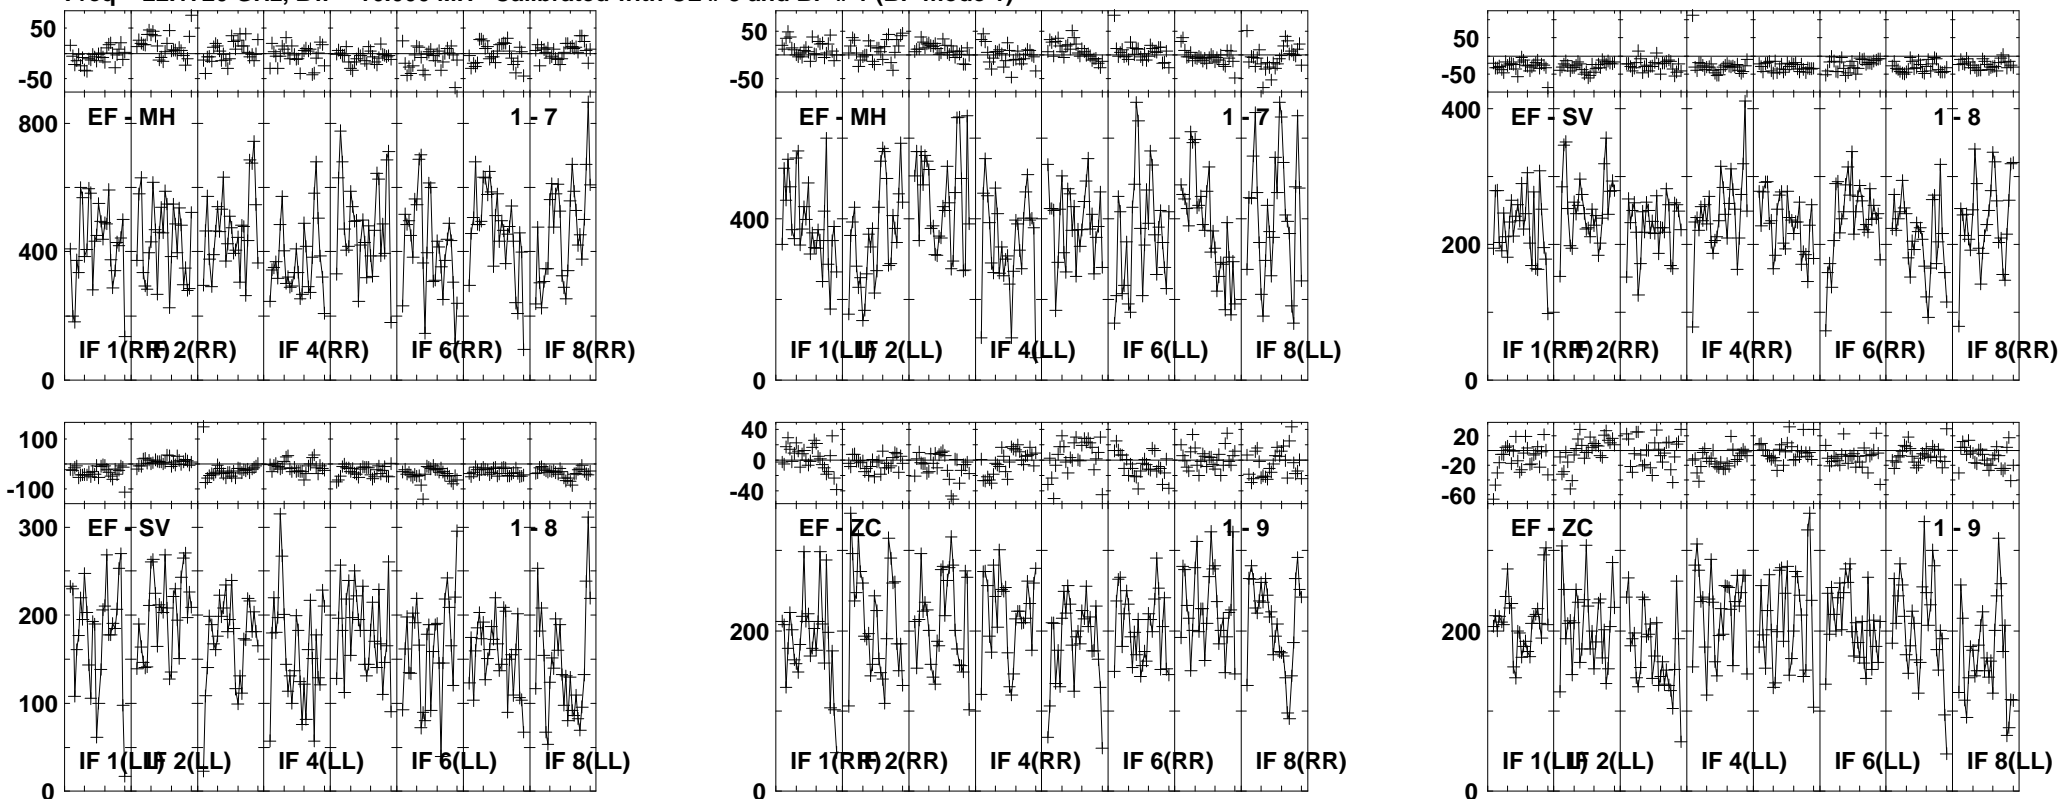 50
-50
800
400
0
EF - MH
1 - 7
IF 1(RR)
IF 2(RR)
IF 4(RR)
IF 6(RR)
IF 8(RR)
50
-50
400
0
EF - MH
1 - 7
IF 1(LL)
IF 2(LL)
IF 4(LL)
IF 6(LL)
IF 8(LL)
50
-50
400
200
0
EF - SV
1 - 8
IF 1(RR)
IF 2(RR)
IF 4(RR)
IF 6(RR)
IF 8(RR)
100
-100
300
200
100
0
EF - SV
1 - 8
IF 1(LL)
IF 2(LL)
IF 4(LL)
IF 6(LL)
IF 8(LL)
40
0
-40
200
0
EF - ZC
1 - 9
IF 1(RR)
IF 2(RR)
IF 4(RR)
IF 6(RR)
IF 8(RR)
20
-20
-60
200
0
EF - ZC
1 - 9
IF 1(LL)
IF 2(LL)
IF 4(LL)
IF 6(LL)
IF 8(LL)